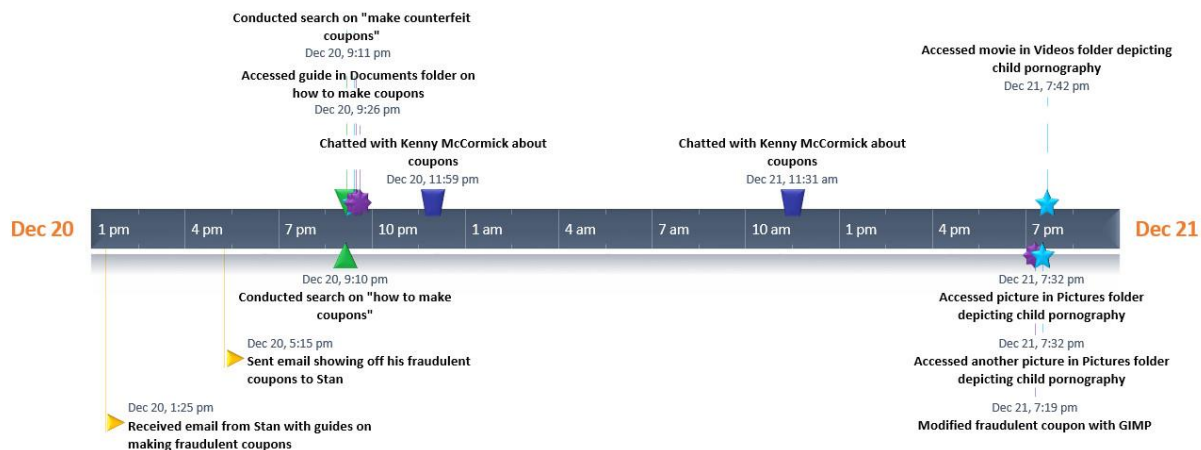 Conducted search on "make counterfeit
coupons"
Dec 20, 9:11 pm
Accessed guide in Documents folder on
how to make coupons
Dec 20, 9:26 pm
Chatted with Kenny McCormick about
coupons
Dec 20, 11:59 pm
Chatted with Kenny McCormick about
coupons
Dec 21, 11:31 am
Accessed movie in Videos folder depicting
child pornography
Dec 21, 7:42 pm
Dec 20
1 pm
4 pm
7 pm
10 pm
1 am
4 am
7 am
10 am
1 pm
4 pm
7 pm
Dec 21
Dec 20, 9:10 pm
Conducted search on "how to make
coupons"
Dec 20, 5:15 pm
Sent email showing off his fraudulent
coupons to Stan
Dec 20, 1:25 pm
Received email from Stan with guides on
making fraudulent coupons
Dec 21, 7:32 pm
Accessed picture in Pictures folder
depicting child pornography
Dec 21, 7:32 pm
Accessed another picture in Pictures folder
depicting child pornography
Dec 21, 7:19 pm
Modified fraudulent coupon with GIMP